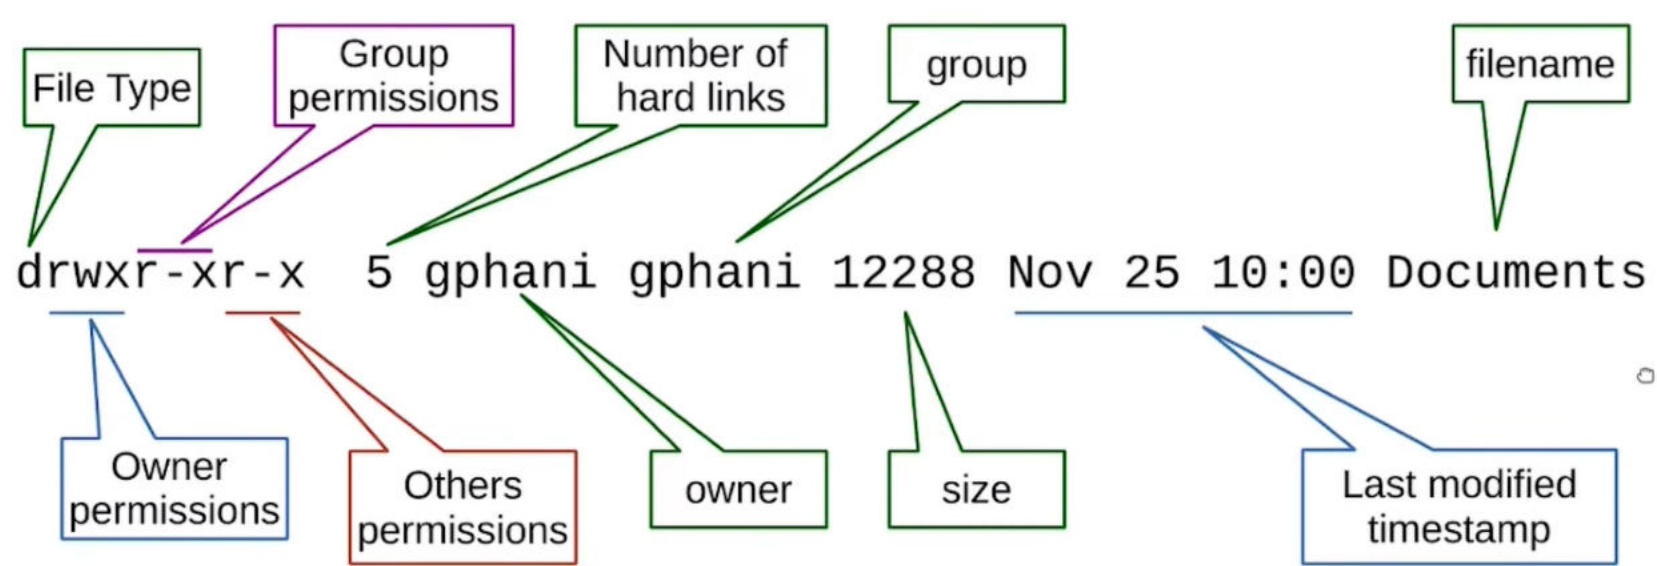 File Type
Group
permissions
Number of
hard links
group
filename
drwxr-xr-x 5 gphani gphani 12288 Nov 25 10:00 Documents
Owner
permissions
Others
permissions
owner
size
Last modified
timestamp